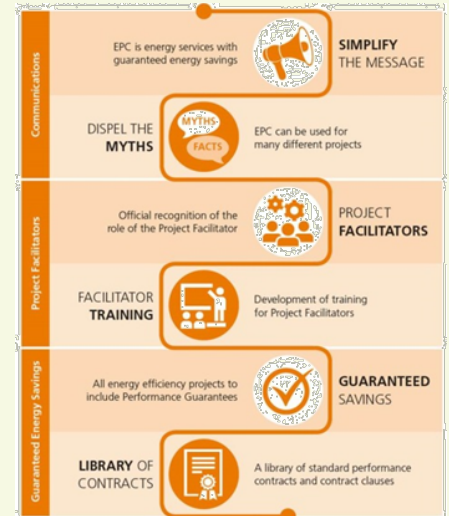 Communications
EPC is energy services with
guaranteed energy savings
SIMPLIFY
THE MESSAGE
DISPEL THE
MYTHS
MYTHS
FACTS
EPC can be used for
many different projects
Project Facilitators
Official recognition of the
role of the Project Facilitator
PROJECT
FACILITATORS
FACILITATOR
TRAINING
Development of training
for Project Facilitators
Guaranteed Energy Savings
All energy efficiency projects to
include Performance Guarantees
GUARANTEED
SAVINGS
LIBRARY OF
CONTRACTS
A library of standard performance
contracts and contract clauses